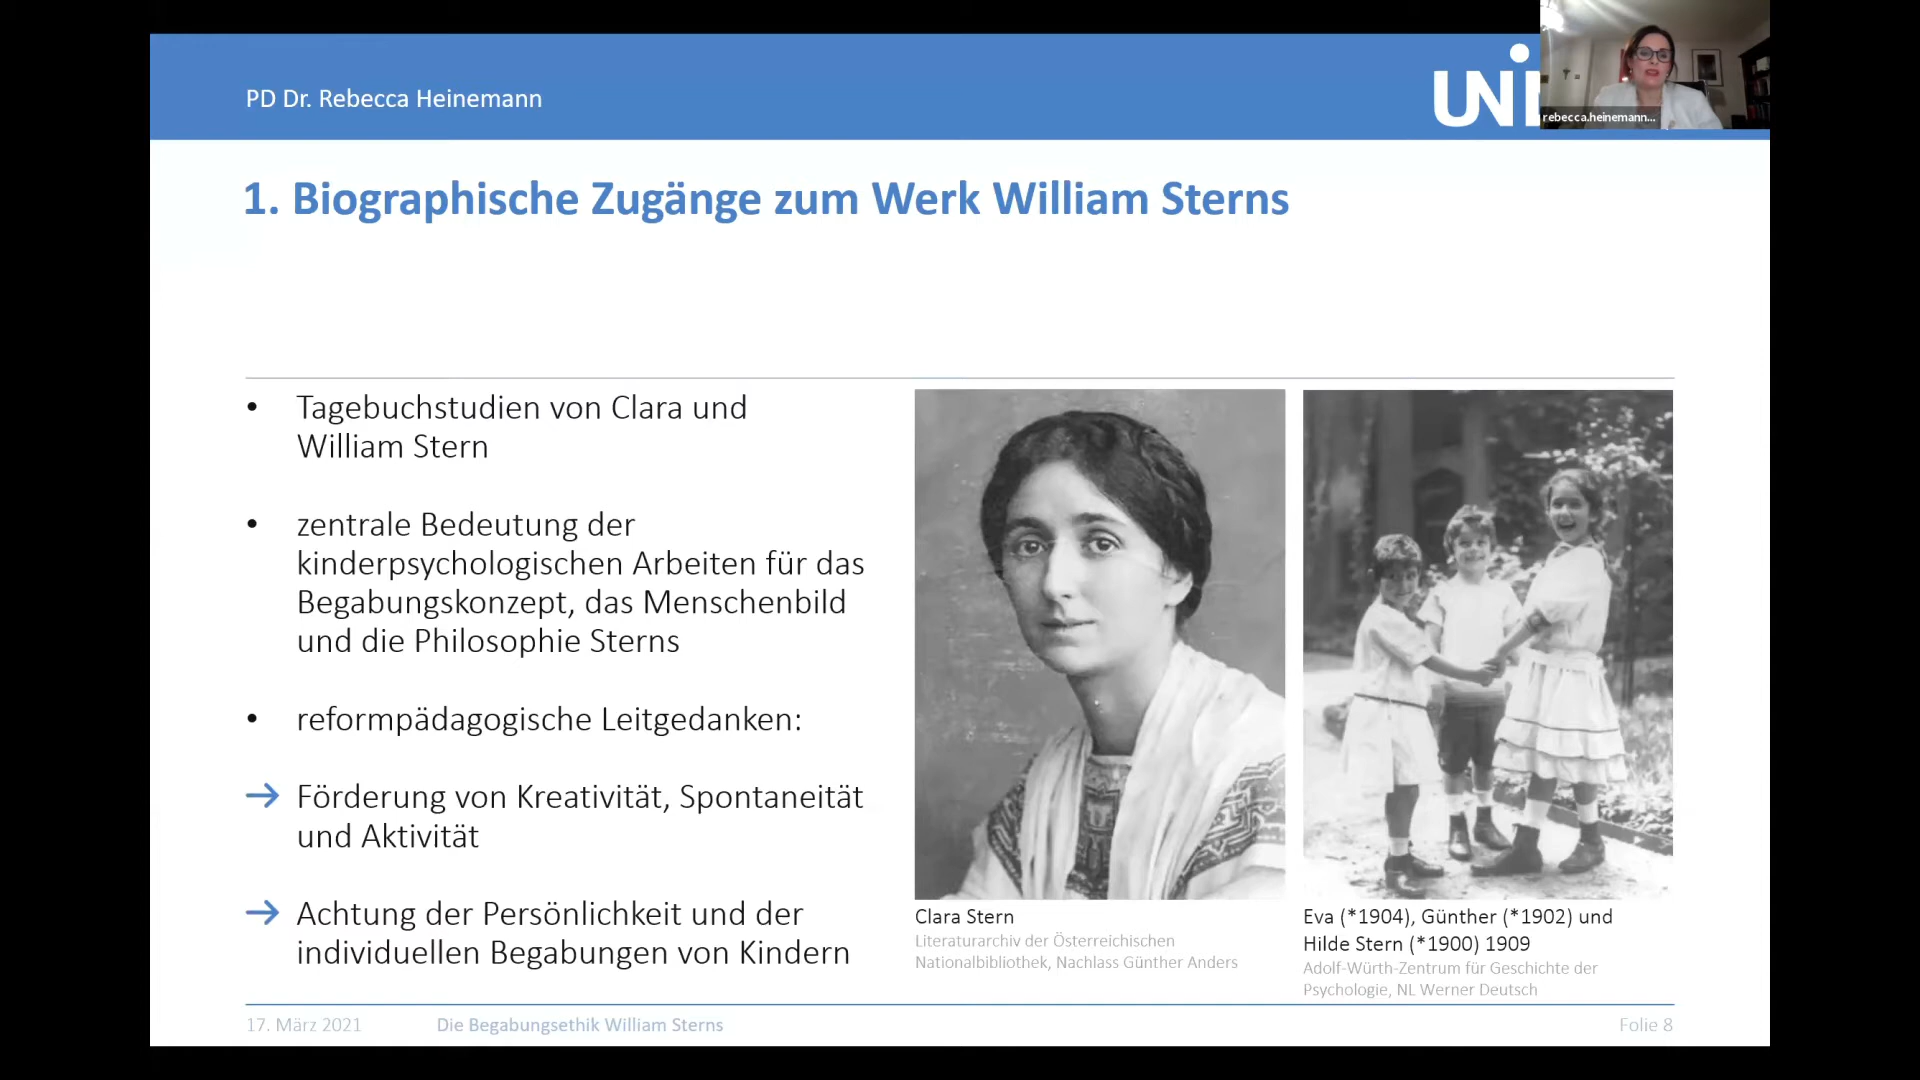 PD Dr. Rebecca Heinemann
UNI
rebecca.heinemann...
1. Biographische Zugänge zum Werk William Sterns
• Tagebuchstudien von Clara und
William Stern
• zentrale Bedeutung der
kinderpsychologischen Arbeiten für das
Begabungskonzept, das Menschenbild
und die Philosophie Sterns
• reformpädagogische Leitgedanken:
→ Förderung von Kreativität, Spontaneität
und Aktivität
→ Achtung der Persönlichkeit und der
individuellen Begabungen von Kindern
Clara Stern
Literaturarchiv der Österreichischen
Nationalbibliothek, Nachlass Günther Anders
Eva (*1904), Günther (*1902) und
Hilde Stern (*1900) 1909
Adolf-Würth-Zentrum für Geschichte der
Psychologie, NL Werner Deutsch
17. März 2021
Die Begabungsethik William Sterns
Folie 8